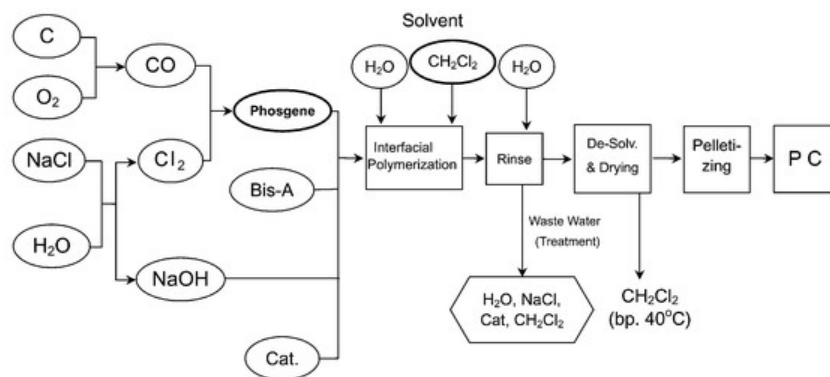 Solvent
C
O₂
CO
H₂O
CH₂Cl₂
H₂O
Phosgene
NaCl
H₂O
Cl₂
Bis-A
NaOH
Cat.
Interfacial
Polymerization
Rinse
De-Solv.
& Drying
Pelleti-
zing
P C
Waste Water
(Treatment)
H₂O, NaCl,
Cat, CH₂Cl₂
CH₂Cl₂
(bp. 40°C)